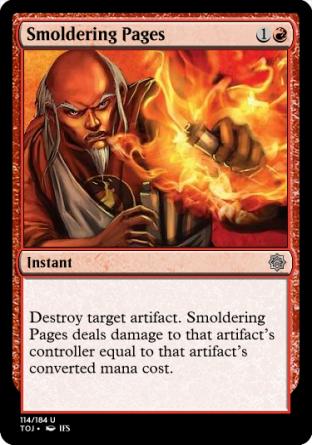 Smoldering Pages 1
Instant
Destroy target artifact. Smoldering
Pages deals damage to that artifact's
controller equal to that artifact's
converted mana cost.
114/184 U
TOJ • IFS